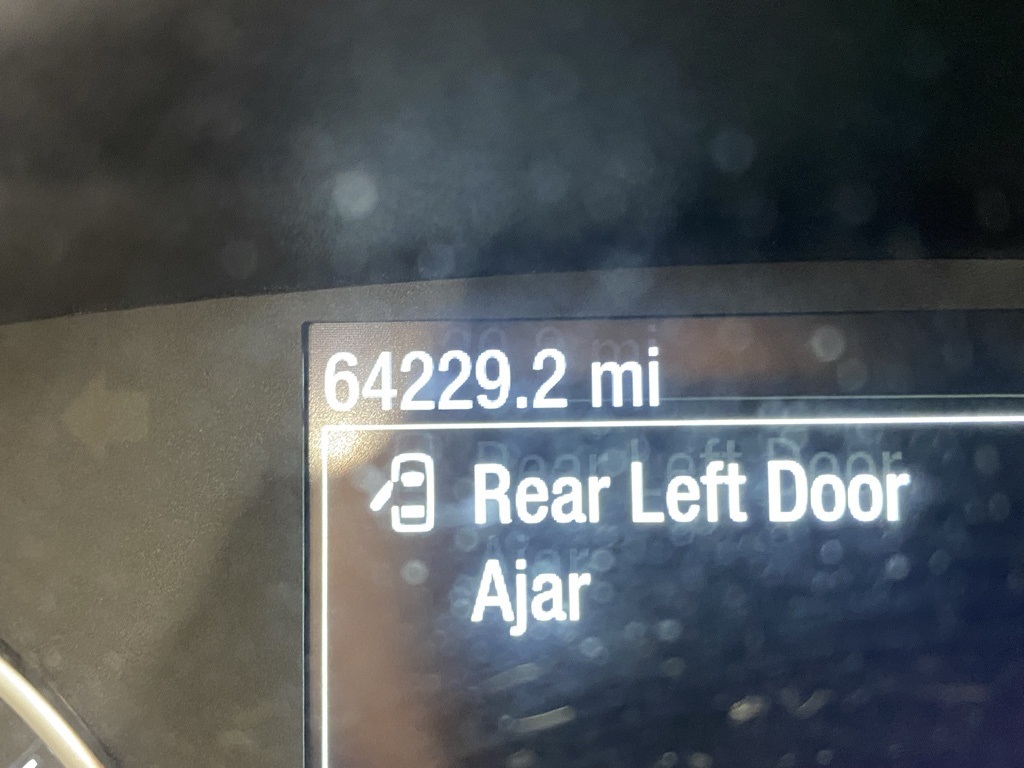 64229.2 mi
Rear Left Door
Ajar